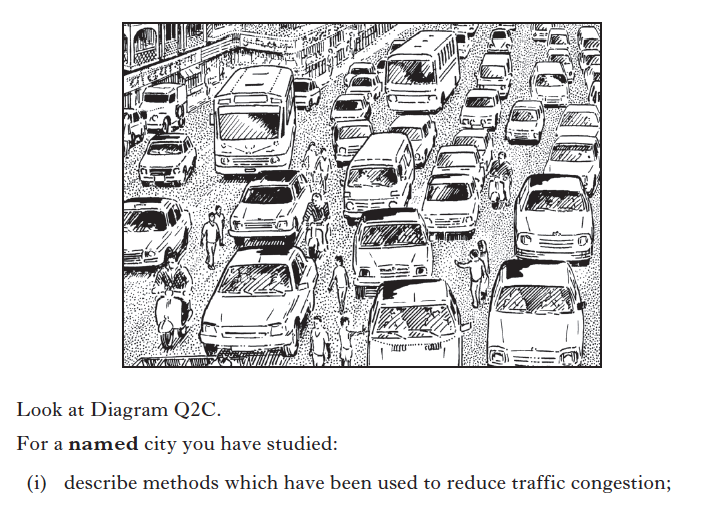 Look at Diagram Q2C.
For a named city you have studied:
(i) describe methods which have been used to reduce traffic congestion;